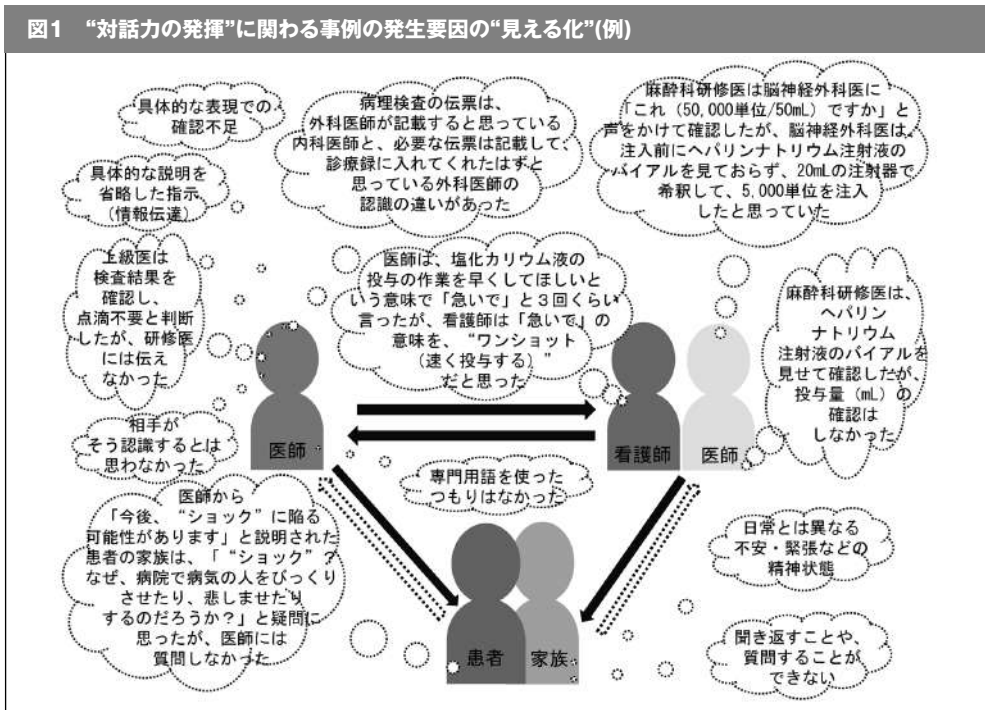 図1 “対話力の発揮”に関わる事例の発生要因の“見える化”(例)
具体的な表現での
確認不足
病理検査の伝票は、
外科医師が記載すると思っている
内科医師と、必要な伝票は記載して、
診療録に入れてくれたはずと
思っている外科医師の
認識の違いがあった
麻酔科研修医は脳神経外科医に
「これ（50,000単位/50mL）ですか」と
声をかけて確認したが、脳神経外科医は、
注入前にヘパリンナトリウム注射液の
バイアルを見ておらず、20mLの注射器で
希釈して、5,000単位を注入
したと思っていた
具体的な説明を
省略した指示
（情報伝達）
上級医は
検査結果を
確認し、
点滴不要と判断
したが、研修医
には伝え
なかった
医師は、塩化カリウム液の
投与の作業を早くしてほしいと
いう意味で「急いで」と３回くらい
言ったが、看護師は「急いで」の
意味を、“ワンショット
（速く投与する）”
だと思った
麻酔科研修医は、
ヘパリン
ナトリウム
注射液のバイアルを
見せて確認したが、
投与量（mL）の
確認は
しなかった
相手が
そう認識するとは
思わなかった
医師
看護師
医師
専門用語を使った
つもりはなかった
医師から
「今後、“ショック”に陥る
可能性があります」と説明された
患者の家族は、「“ショック”？
なぜ、病院で病気の人をびっくり
させたり、悲しませたり
するのだろうか？」と疑問に
思ったが、医師には
質問しなかった
日常とは異なる
不安・緊張などの
精神状態
聞き返すことや、
質問することが
できない
患者
家族